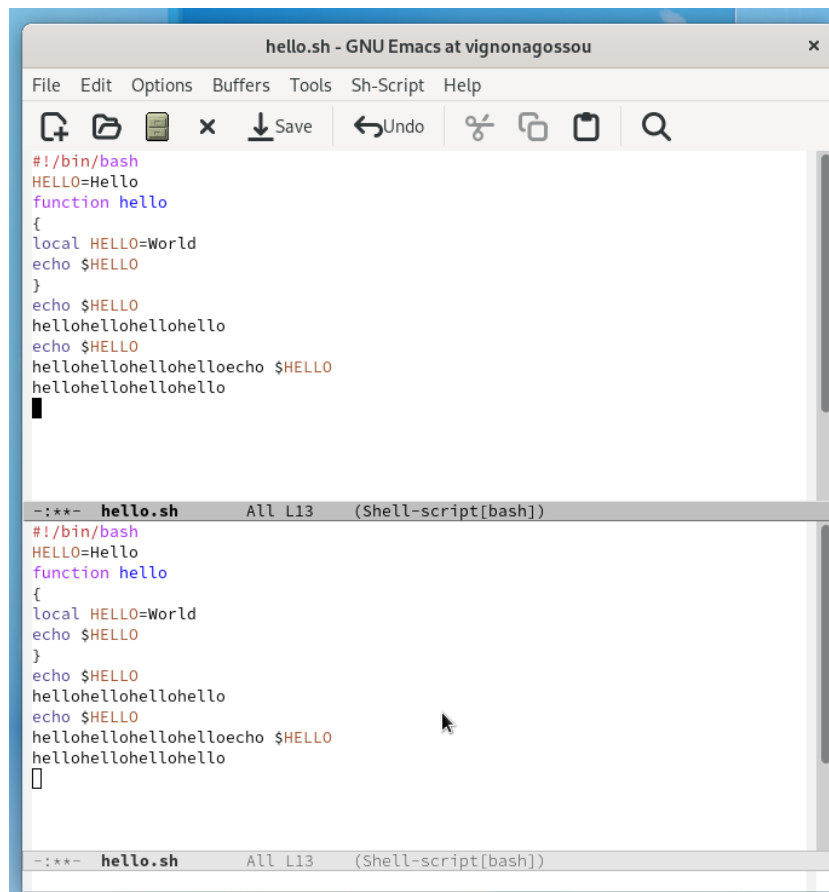 hello.sh - GNU Emacs at vignonagossou ×
File Edit Options Buffers Tools Sh-Script Help
Save Undo
#!/bin/bash
HELLO=Hello
function hello
{
local HELLO=World
echo $HELLO
}
echo $HELLO
hellohellohellohello
echo $HELLO
hellohellohellohelloecho $HELLO
hellohellohellohello
-:**- hello.sh All L13 (Shell-script[bash])
#!/bin/bash
HELLO=Hello
function hello
{
local HELLO=World
echo $HELLO
}
echo $HELLO
hellohellohellohello
echo $HELLO
hellohellohellohelloecho $HELLO
hellohellohellohello
-:**- hello.sh All L13 (Shell-script[bash])